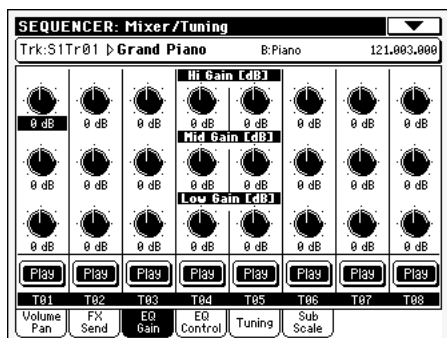 SEQUENCER: Mixer/Tuning
Trk:S1Tr01 ▷Grand Piano B:Piano 121.003.000
Hi Gain [dB]
0 dB 0 dB 0 dB 0 dB 0 dB 0 dB 0 dB 0 dB
Mid Gain [dB]
0 dB 0 dB 0 dB 0 dB 0 dB 0 dB 0 dB 0 dB
Low Gain [dB]
0 dB 0 dB 0 dB 0 dB 0 dB 0 dB 0 dB 0 dB
Play Play Play Play Play Play Play Play
T01 T02 T03 T04 T05 T06 T07 T08
Volume Pan FX Send EQ Gain EQ Control Tuning Sub Scale